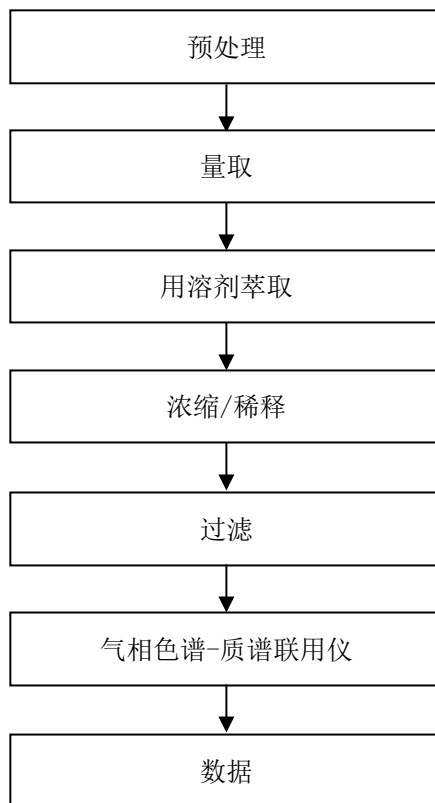 预处理
量取
用溶剂萃取
浓缩/稀释
过滤
气相色谱-质谱联用仪
数据